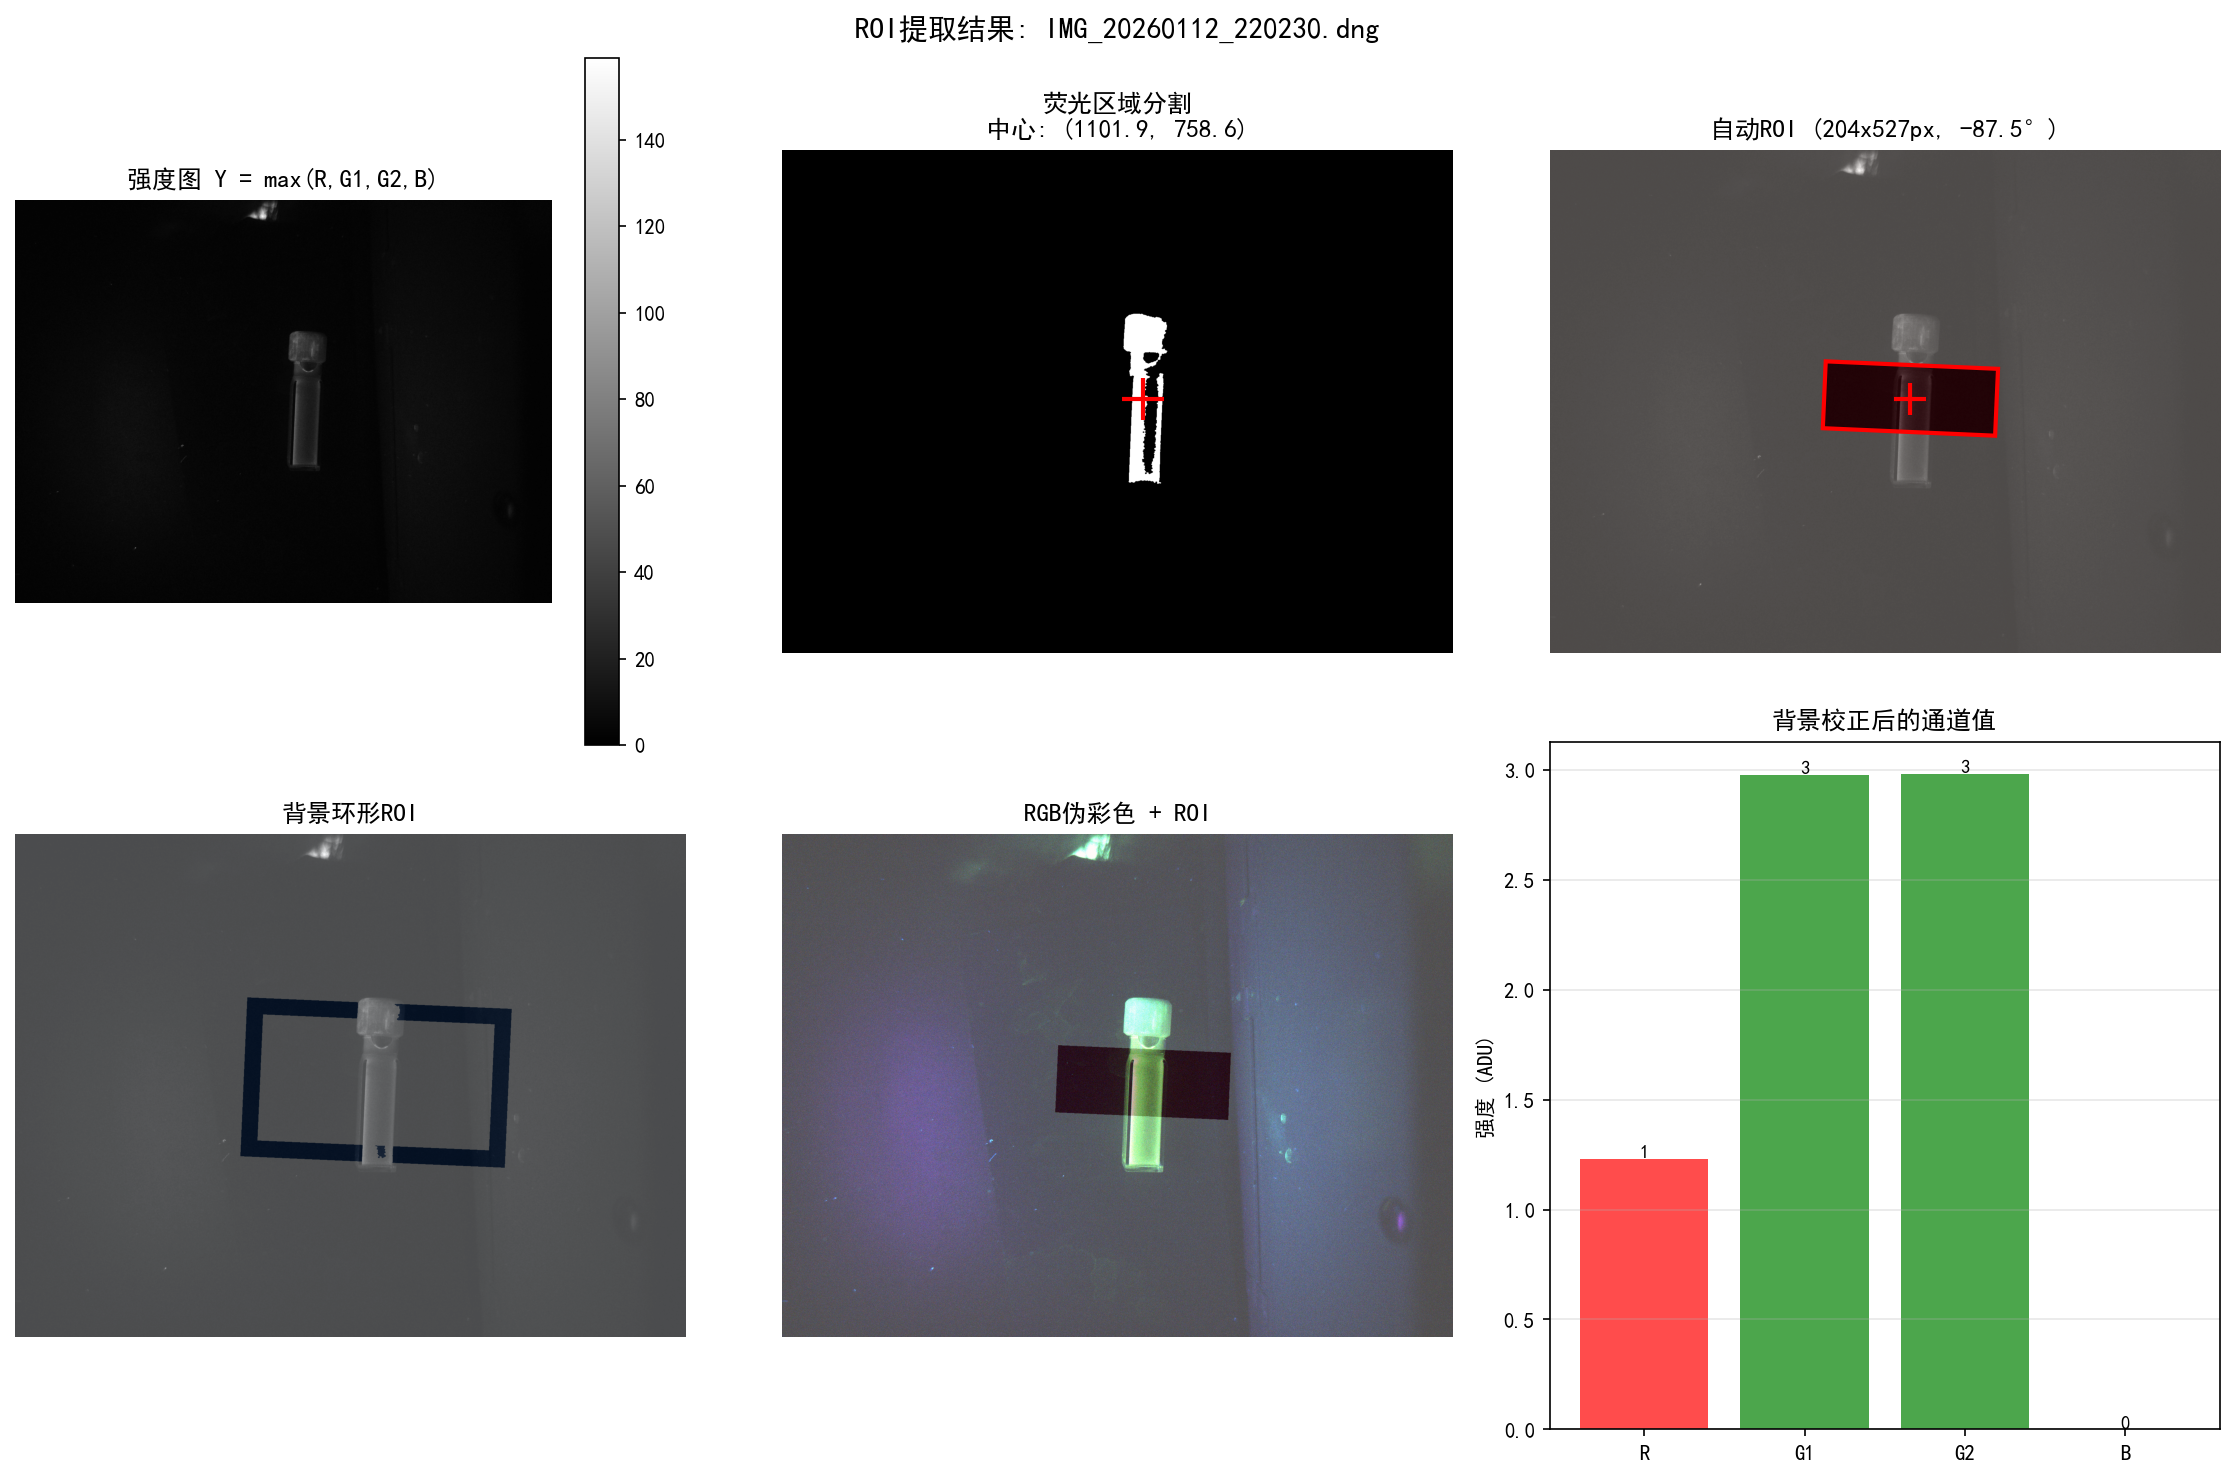 ROI提取结果: IMG_20260112_220230.dng
强度图 Y = max(R,G1,G2,B)
140
120
100
80
60
40
20
0
荧光区域分割
中心: (1101.9, 758.6)
自动ROI (204x527px, -87.5°)
背景环形ROI
RGB伪彩色 + ROI
背景校正后的通道值
强度 (ADU)
3.0
2.5
2.0
1.5
1.0
0.5
0.0
1
3
3
0
R
G1
G2
B